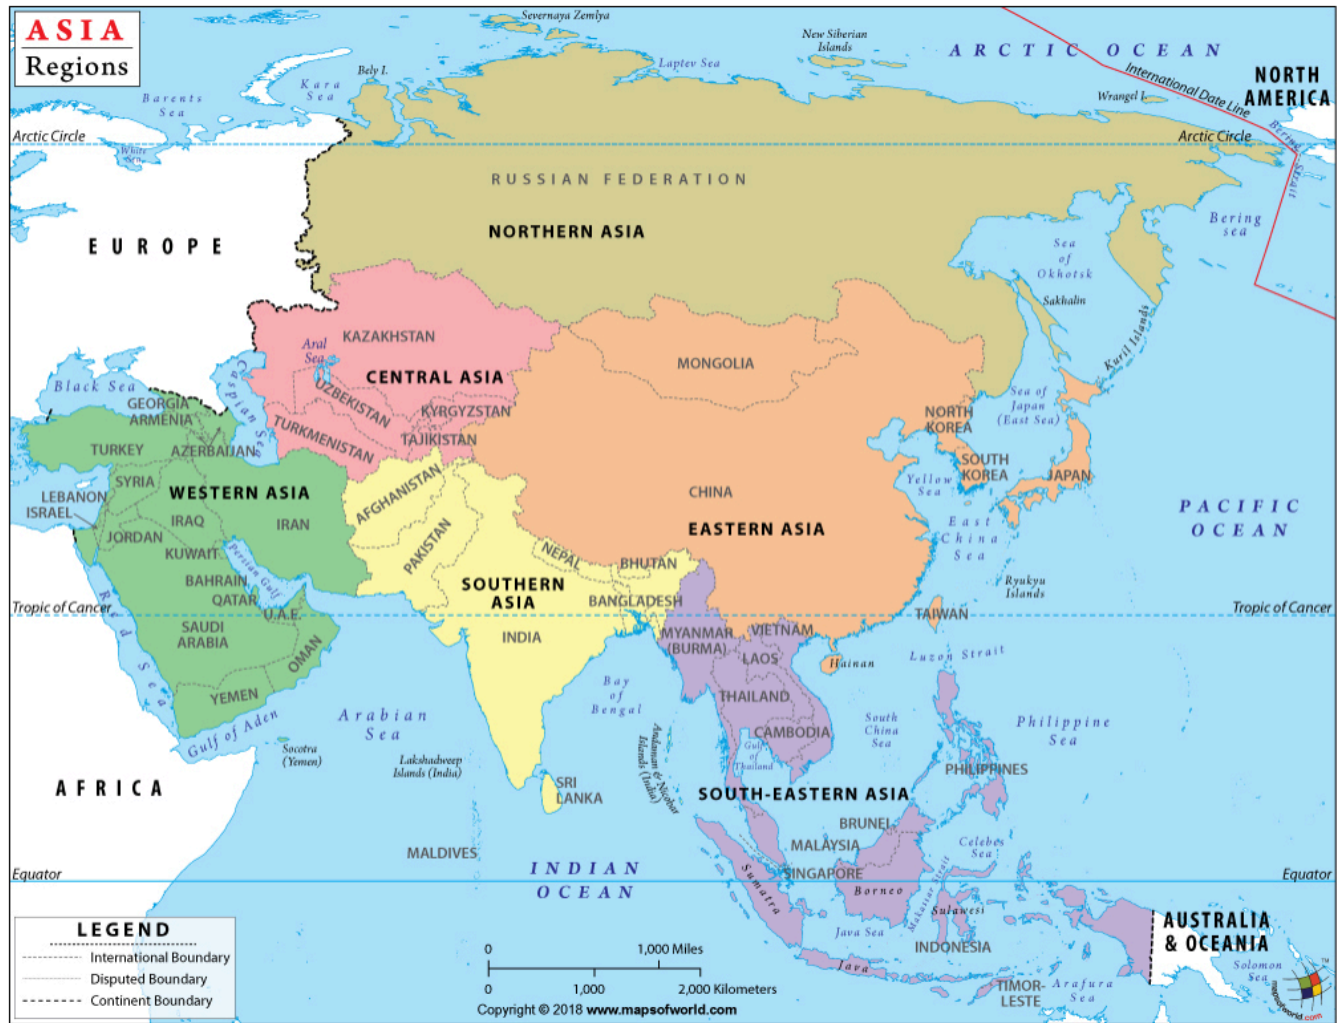 ASIA
Regions
Severnaya Zemlya
New Siberian
Islands
ARCTIC OCEAN
Laptev Sea
Bely I.
Kara
Sea
Barents
Sea
International Date Line
NORTH
AMERICA
Wrangel I.
Arctic Circle
Arctic Circle
White
Sea
Bering
Strait
RUSSIAN FEDERATION
NORTHERN ASIA
EUROPE
Bering
sea
Sea
of
Okhotsk
Sakhalin
Kuril Islands
KAZAKHSTAN
Aral
Sea
CENTRAL ASIA
MONGOLIA
Black Sea
Caspian Sea
UZBEKISTAN
KYRGYZSTAN
GEORGIA
ARMENIA
TURKMENISTAN
TAJIKISTAN
NORTH
KOREA
Sea of
Japan
(East Sea)
TURKEY
AZERBAIJAN
SYRIA
WESTERN ASIA
AFGHANISTAN
CHINA
SOUTH
KOREA
JAPAN
Yellow
Sea
LEBANON
ISRAEL
IRAQ
IRAN
JORDAN
KUWAIT
PAKISTAN
EASTERN ASIA
East
China
Sea
PACIFIC
OCEAN
NEPAL
BHUTAN
Persian Gulf
BAHRAIN
QATAR
U.A.E.
SOUTHERN
ASIA
BANGLADESH
Ryukyu
Islands
Tropic of Cancer
Tropic of Cancer
TAIWAN
Red Sea
SAUDI
ARABIA
OMAN
INDIA
MYANMAR
(BURMA)
VIETNAM
LAOS
Hainan
Luzon Strait
YEMEN
Bay
of
Bengal
THAILAND
Arabian
Sea
Gulf of Aden
Socotra
(Yemen)
Lakshadweep
Islands (India)
Andaman & Nicobar
Islands (India)
CAMBODIA
Gulf
of
Thailand
South
China
Sea
Philippine
Sea
PHILIPPINES
AFRICA
SRI
LANKA
SOUTH-EASTERN ASIA
BRUNEI
MALAYSIA
MALDIVES
Celebes
Sea
INDIAN
OCEAN
SINGAPORE
Equator
Equator
Sumatra
Borneo
Makassar Strait
Sulawesi
Java Sea
INDONESIA
Java
TIMOR-
LESTE
Arafura
Sea
AUSTRALIA
& OCEANIA
Solomon
Sea
LEGEND
International Boundary
Disputed Boundary
Continent Boundary
0 1,000 Miles
0 1,000 2,000 Kilometers
Copyright © 2018 www.mapsofworld.com
mapsofworld.com
TM